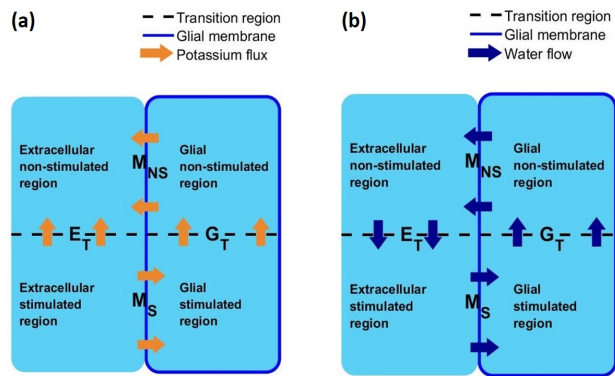 (a)
Transition region
Glial membrane
Potassium flux
Extracellular
non-stimulated
region
M NS
Glial
non-stimulated
region
E T
G T
Extracellular
stimulated
region
M S
Glial
stimulated
region
(b)
Transition region
Glial membrane
Water flow
Extracellular
non-stimulated
region
M NS
Glial
non-stimulated
region
E T
G T
Extracellular
stimulated
region
M S
Glial
stimulated
region